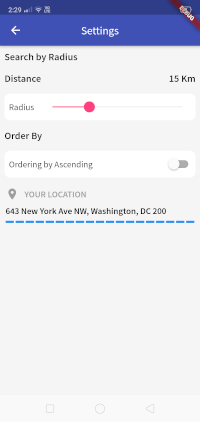 2:29
Settings
Search by Radius
Distance 15 Km
Radius
Order By
Ordering by Ascending
YOUR LOCATION
643 New York Ave NW, Washington, DC 200